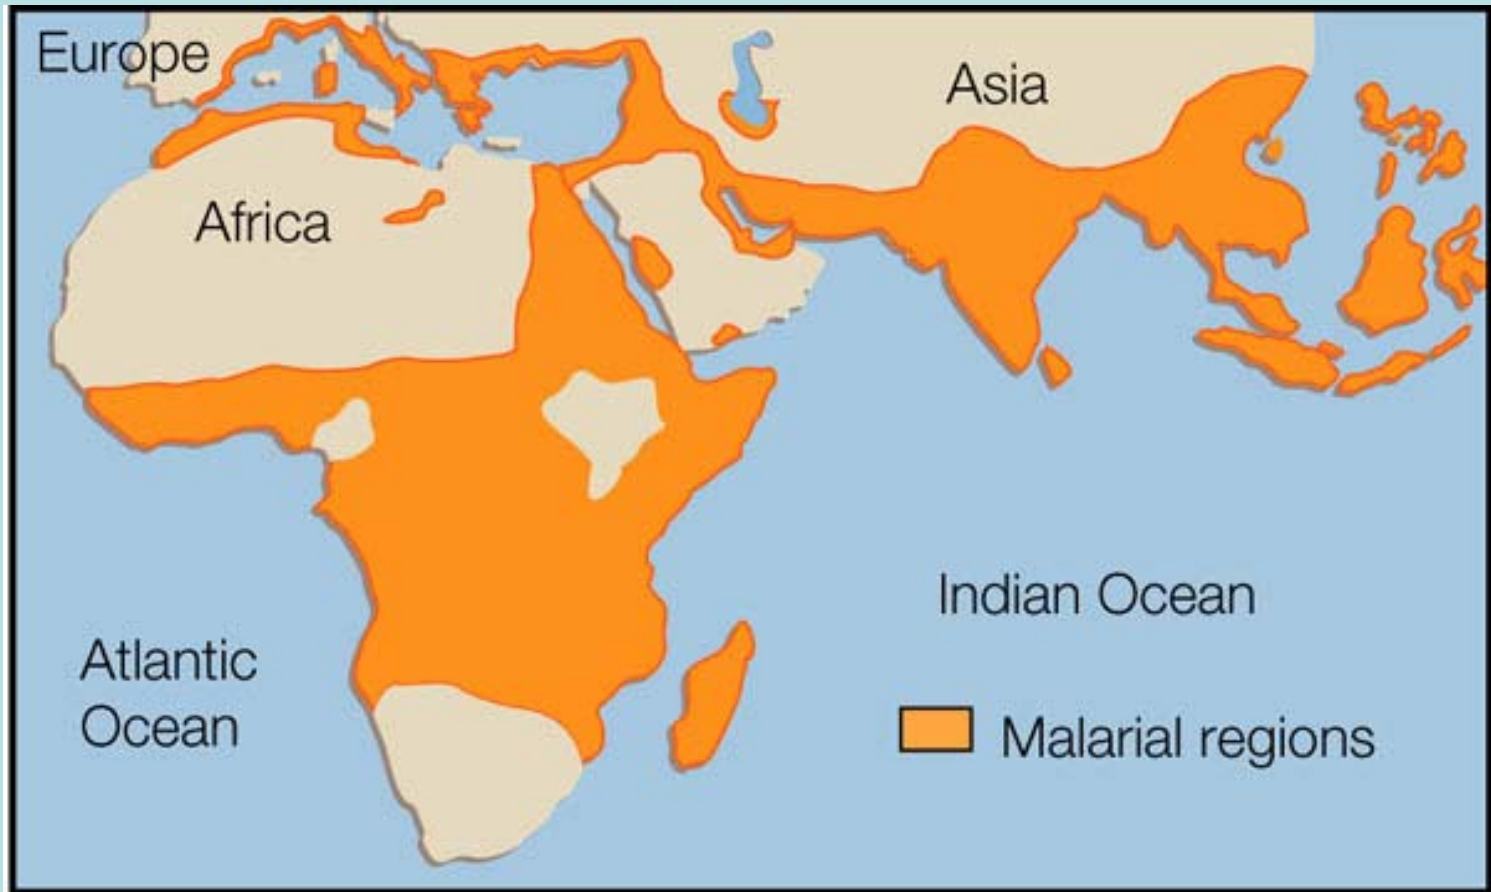 Europe
Asia
Africa
Indian Ocean
Atlantic
Ocean
Malarial regions